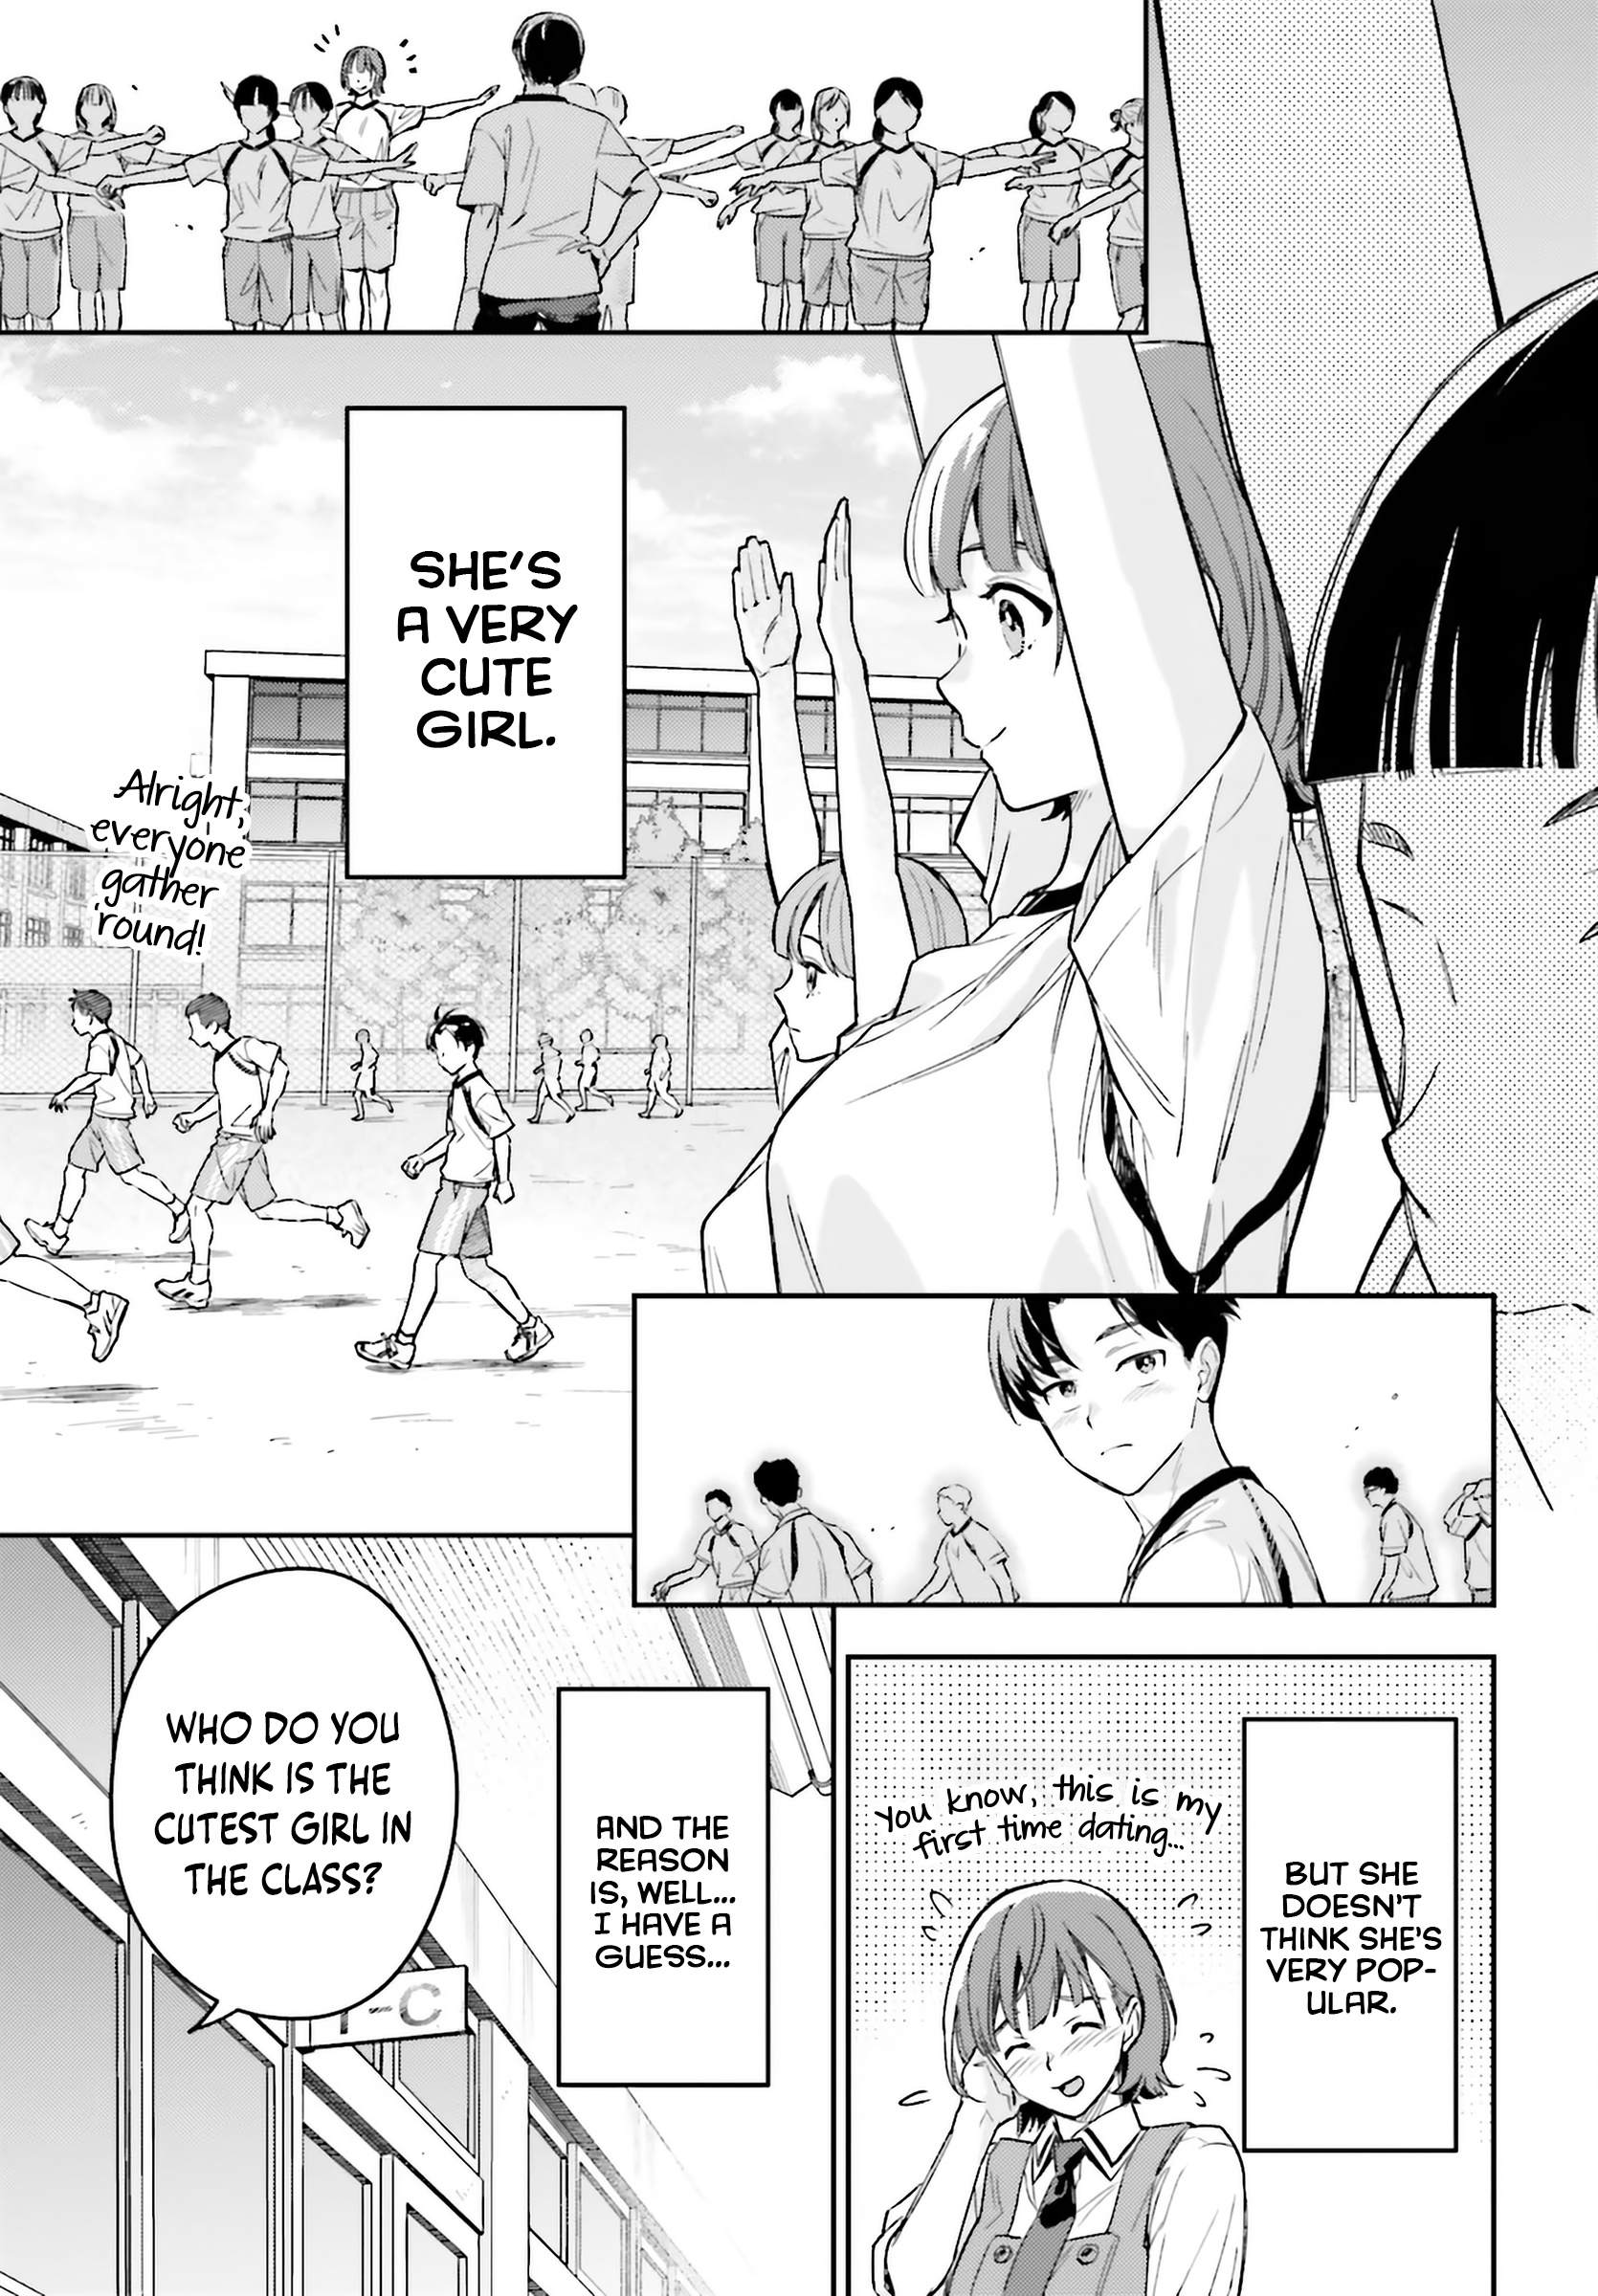 SHE'S
A VERY
CUTE
GIRL.
Alright,
everyone
gather
'round!
BUT SHE
DOESN'T
THINK SHE'S
VERY POP-
ULAR.
You know, this is my
first time dating...
AND THE
REASON
IS, WELL...
I HAVE A
GUESS...
WHO DO YOU
THINK IS THE
CUTEST GIRL IN
THE CLASS?
-C